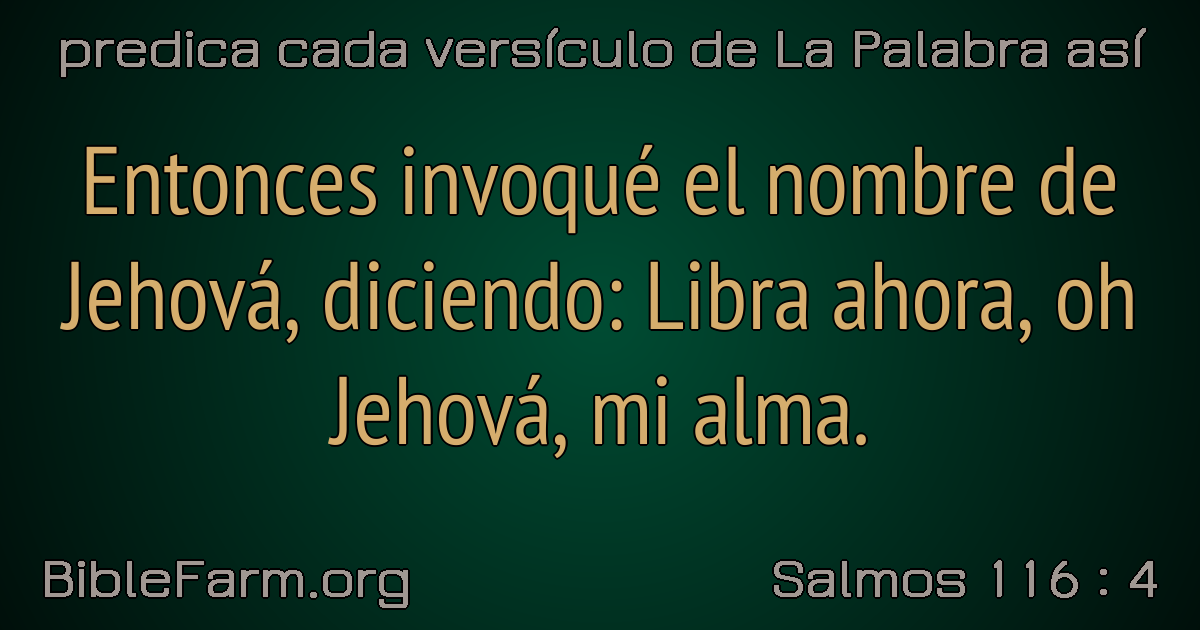 predica cada versículo de La Palabra así
Entonces invoqué el nombre de
Jehová, diciendo: Libra ahora, oh
Jehová, mi alma.
BibleFarm.org
Salmos 116 : 4